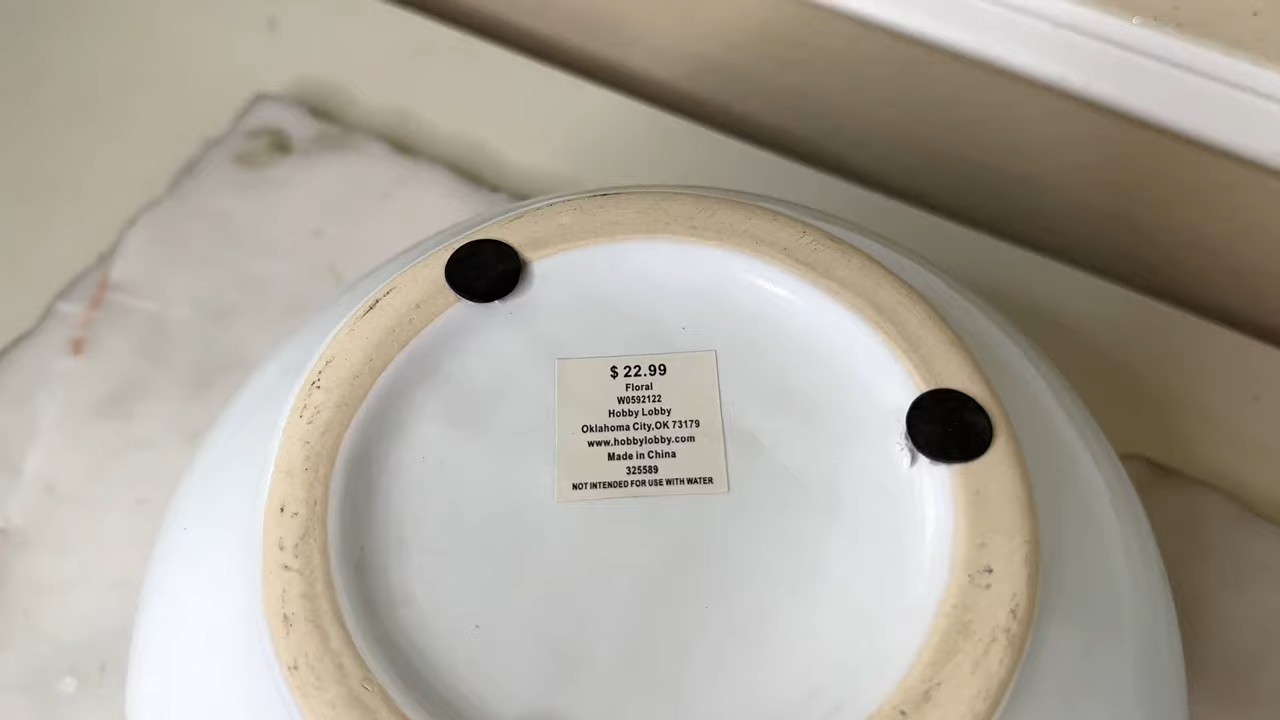 $ 22.99
Floral
W0592122
Hobby Lobby
Oklahoma City,OK 73179
www.hobbylobby.com
Made in China
325589
NOT INTENDED FOR USE WITH WATER